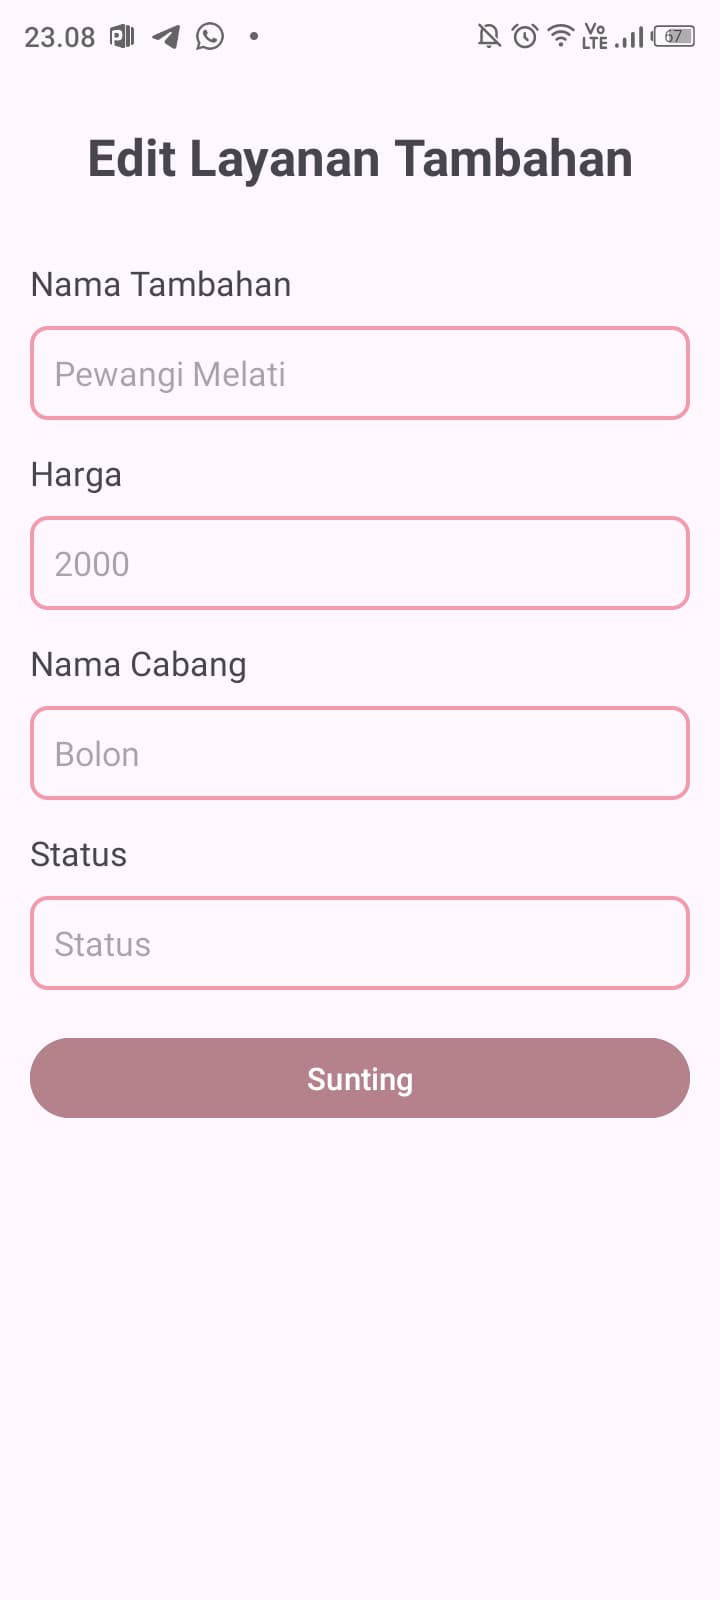 23.08
Vo
LTE
67
Edit Layanan Tambahan
Nama Tambahan
Pewangi Melati
Harga
2000
Nama Cabang
Bolon
Status
Status
Sunting